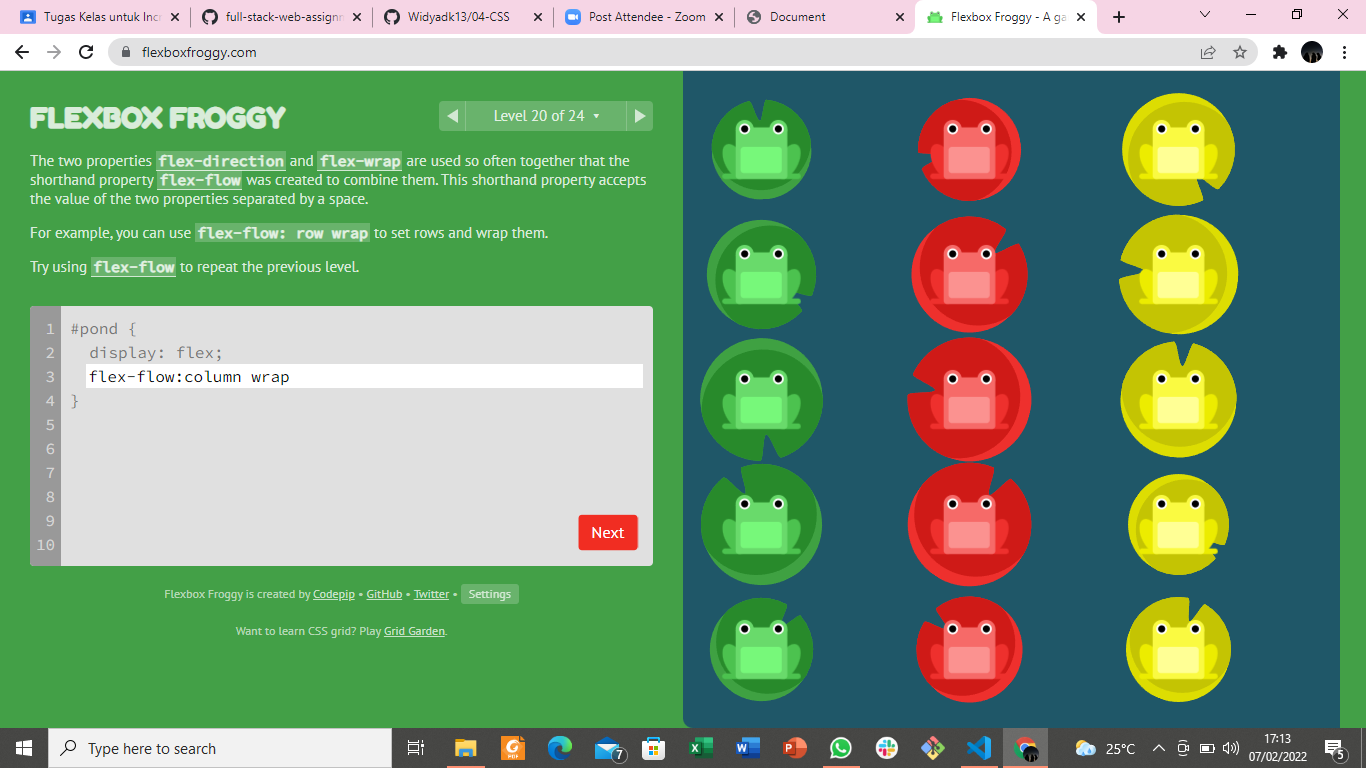 Tugas Kelas untuk Incr
full-stack-web-assignm
Widyadk13/04-CSS
Post Attendee - Zoom
Document
Flexbox Froggy - A ga
flexboxfroggy.com
FLEXBOX FROGGY
Level 20 of 24
The two properties flex-direction and flex-wrap are used so often together that the
shorthand property flex-flow was created to combine them. This shorthand property accepts
the value of the two properties separated by a space.
For example, you can use flex-flow: row wrap to set rows and wrap them.
Try using flex-flow to repeat the previous level.
1 #pond {
2 display: flex;
3 flex-flow:column wrap
4 }
5
6
7
8
9
10
Next
Flexbox Froggy is created by Codepip • GitHub • Twitter • Settings
Want to learn CSS grid? Play Grid Garden.
Type here to search
7
25°C
17:13
07/02/2022
5